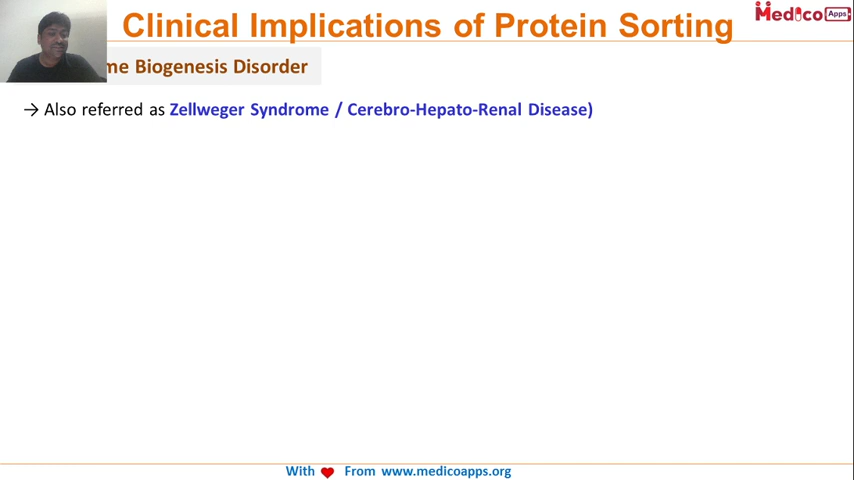 Clinical Implications of Protein Sorting
Medico Apps
Biogenesis Disorder
→ Also referred as Zellweger Syndrome / Cerebro-Hepato-Renal Disease)
With ❤ From www.medicoapps.org